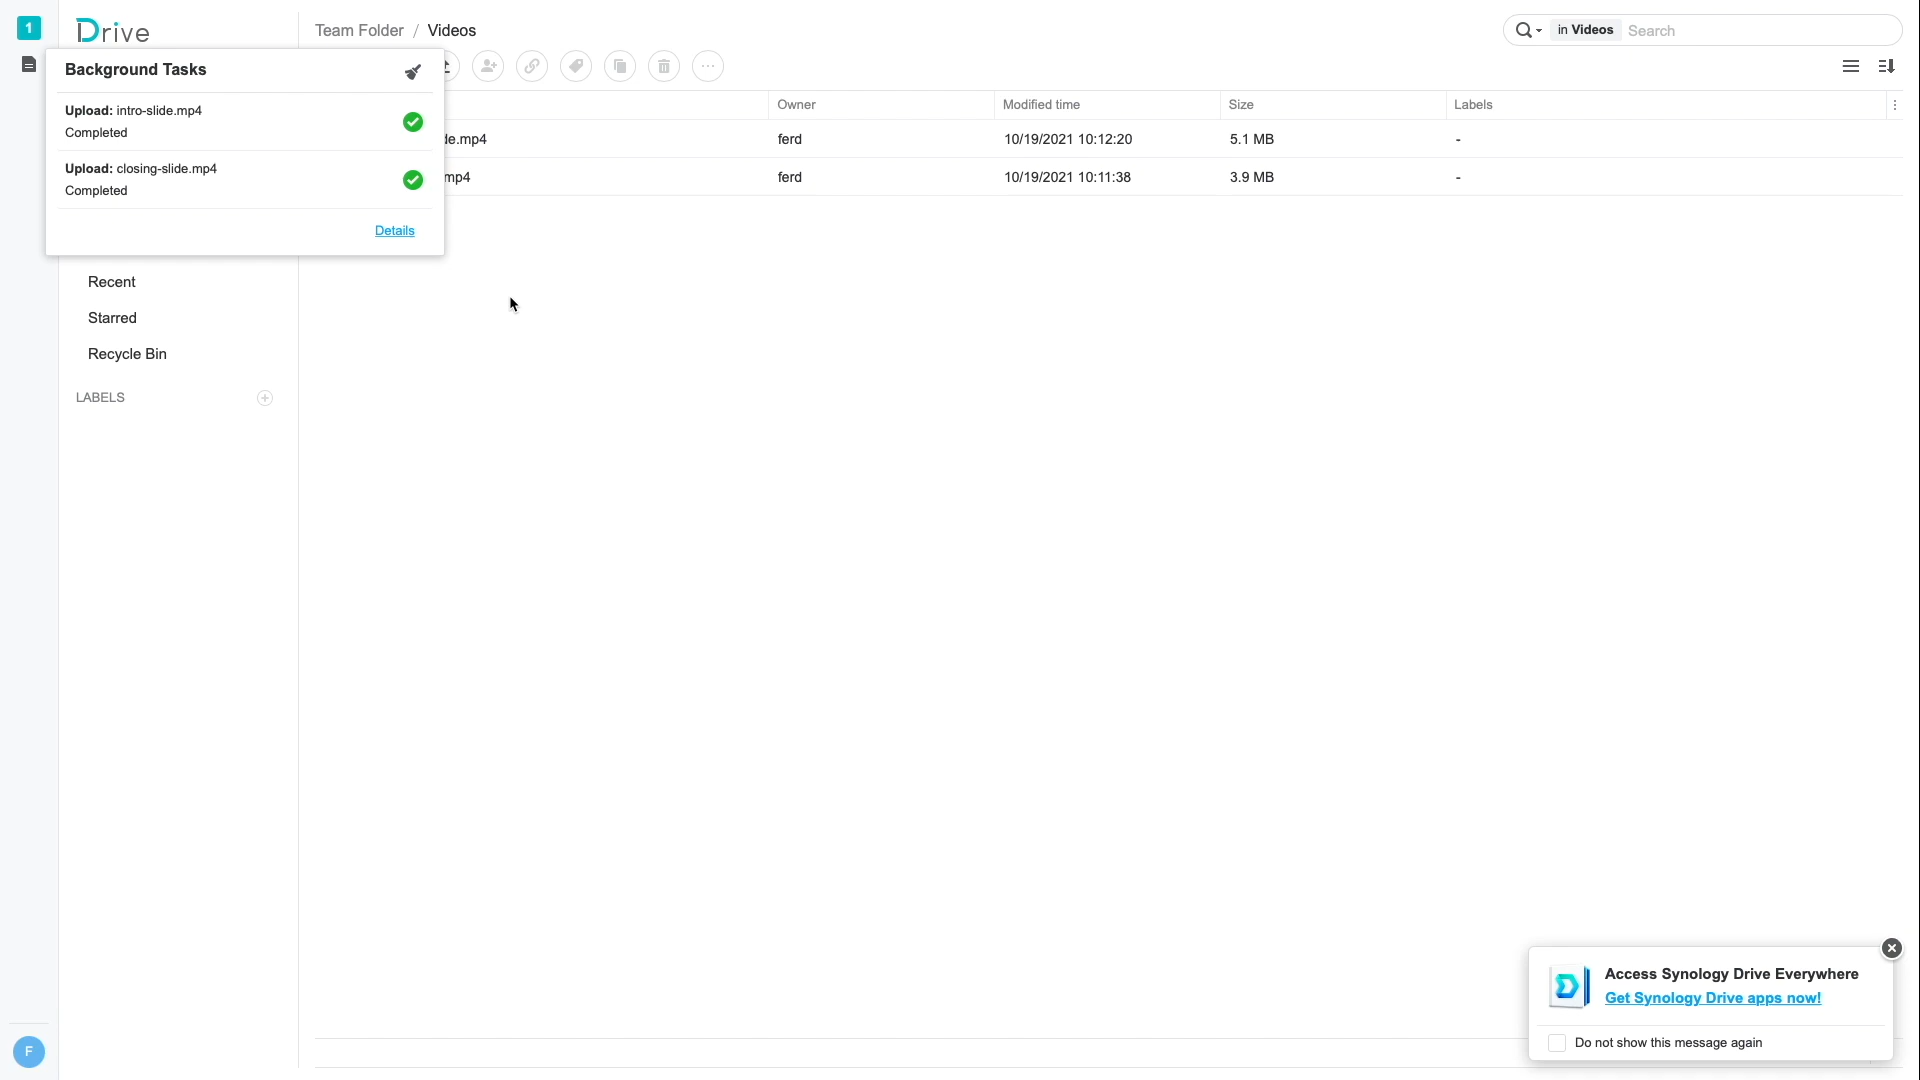 1
Drive
Team Folder / Videos
in Videos
Search
Background Tasks
Upload: intro-slide.mp4
Completed
Upload: closing-slide.mp4
Completed
Details
Owner
Modified time
Size
Labels
de.mp4
ferd
10/19/2021 10:12:20
5.1 MB
-
mp4
ferd
10/19/2021 10:11:38
3.9 MB
-
Recent
Starred
Recycle Bin
LABELS
Access Synology Drive Everywhere
Get Synology Drive apps now!
Do not show this message again
F